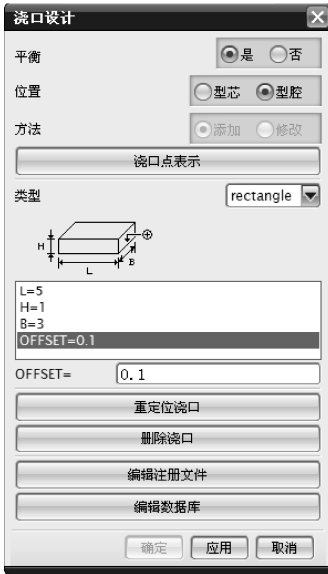 浇口设计
平衡 是 否
位置 型芯 型腔
方法 添加 修改
浇口点表示
类型 rectangle
H
L
B
L=5
H=1
B=3
OFFSET=0.1
OFFSET= 0.1
重定位浇口
删除浇口
编辑注册文件
编辑数据库
确定 应用 取消